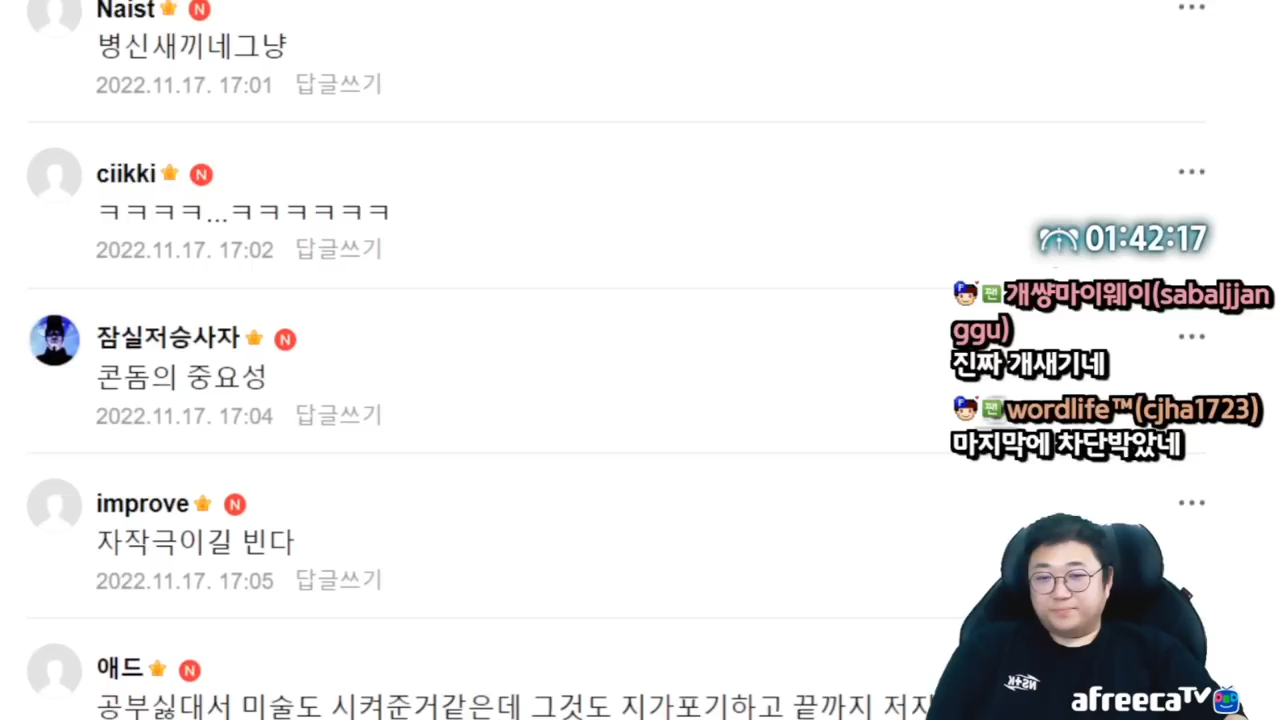 Naist N
병신새끼네그냥
2022.11.17. 17:01 답글쓰기
ciikki N
ㅋㅋㅋㅋ...ㅋㅋㅋㅋㅋㅋ
2022.11.17. 17:02 답글쓰기
잠실저승사자 N
콘돔의 중요성
2022.11.17. 17:04 답글쓰기
improve N
자작극이길 빈다
2022.11.17. 17:05 답글쓰기
애드 N
공부싫대서 미술도 시켜준거같은데 그것도 지가포기하고 끝까지 저지
01:42:17
F 팬 개썅마이웨이(sabaljjan
ggu)
진짜 개새기네
F 팬 wordlife™(cjha1723)
마지막에 차단박았네
afreecaTV